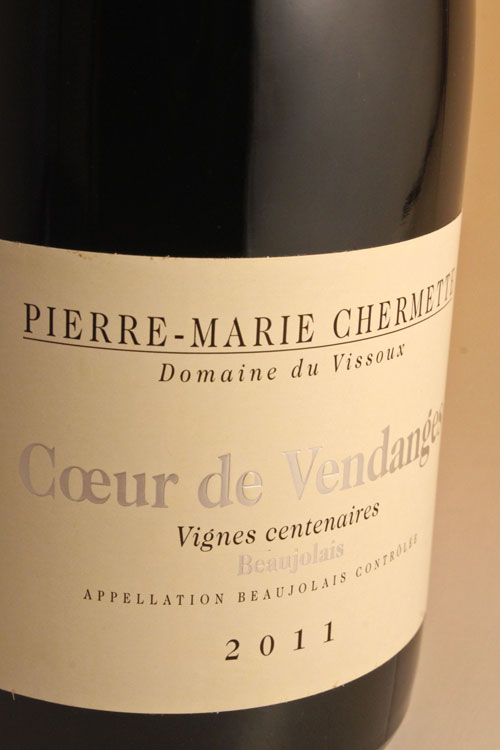 PIERRE-MARIE CHERMETTE
Domaine du Vissoux
Cœur de Vendanges
Vignes centenaires
Beaujolais
APPELLATION BEAUJOLAIS CONTRÔLÉE
2011